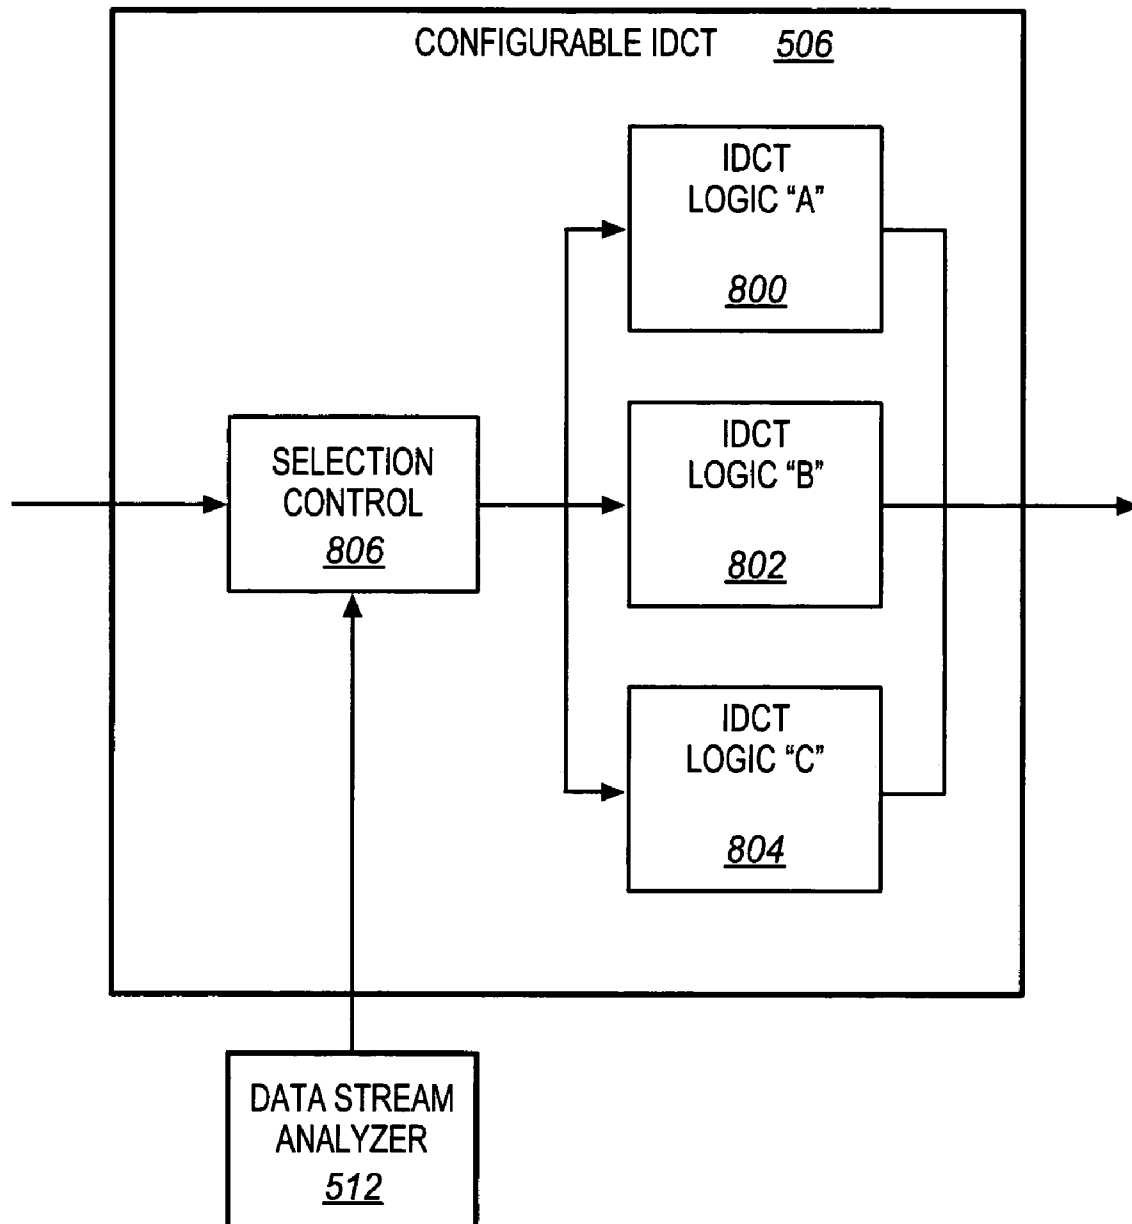 CONFIGURABLE IDCT 506
IDCT
LOGIC “A”
800
IDCT
LOGIC “B”
802
SELECTION
CONTROL
806
IDCT
LOGIC “C”
804
DATA STREAM
ANALYZER
512